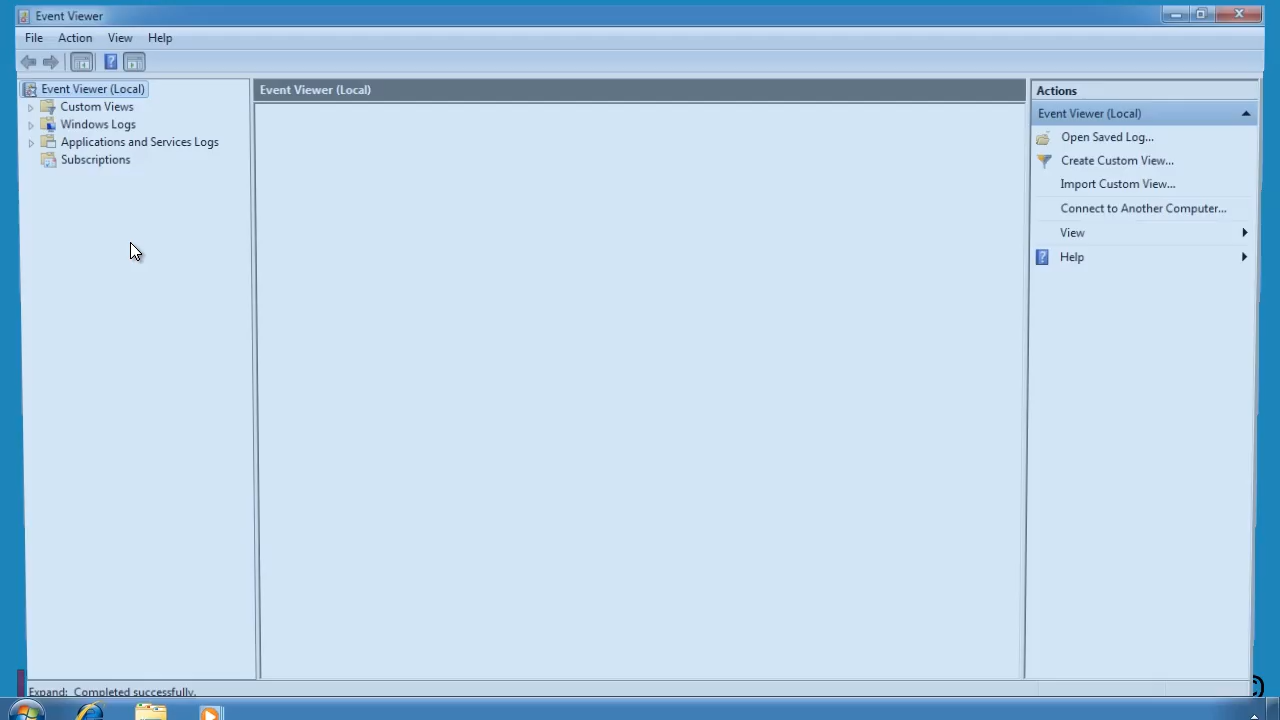 Event Viewer
File Action View Help
Event Viewer (Local)
Custom Views
Windows Logs
Applications and Services Logs
Subscriptions
Event Viewer (Local)
Actions
Event Viewer (Local)
Open Saved Log...
Create Custom View...
Import Custom View...
Connect to Another Computer...
View
Help
Expand: Completed successfully.